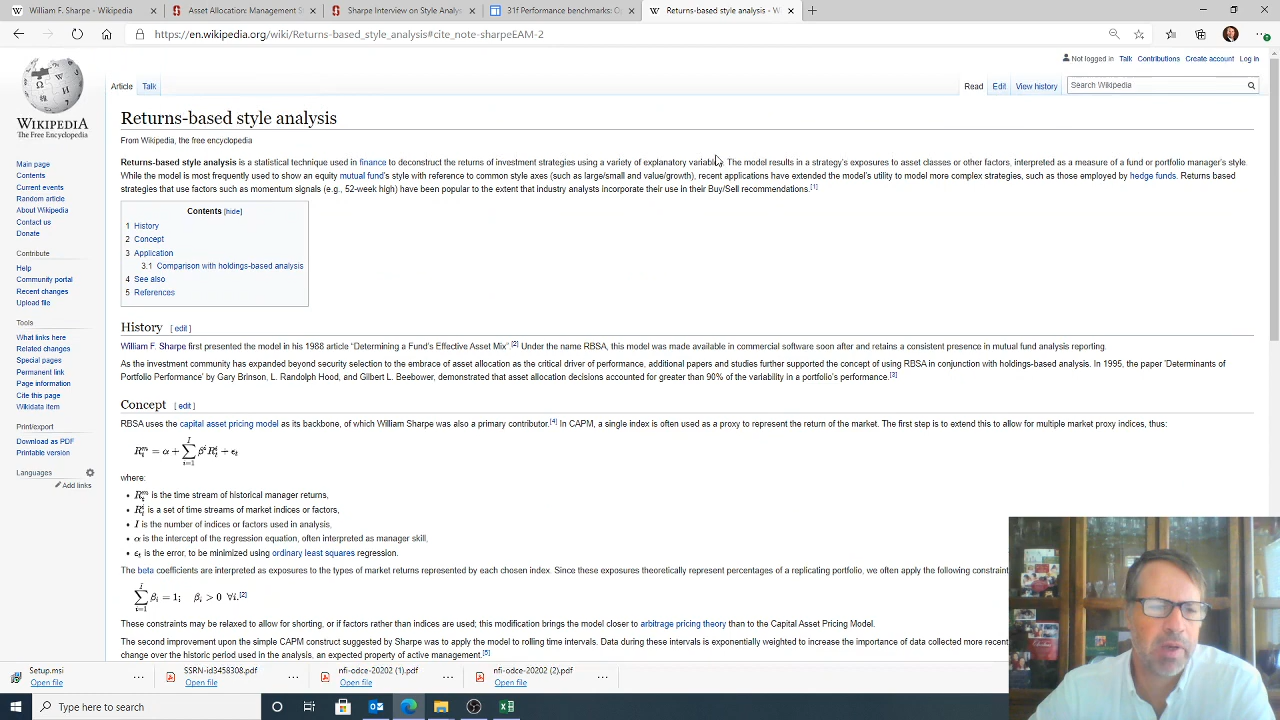 William F. Sharpe - Wikipedia
Asset Allocation: Management S
Sharpe Interview on Style Analys
31f Performance benchmarks: Op
Returns-based style analysis - W
https://en.wikipedia.org/wiki/Returns-based_style_analysis#cite_note-sharpeEAM-2
Not logged in Talk Contributions Create account Log in
Article Talk Read Edit View history Search Wikipedia
WIKIPEDIA
The Free Encyclopedia
Main page
Contents
Current events
Random article
About Wikipedia
Contact us
Donate
Contribute
Help
Community portal
Recent changes
Upload file
Tools
What links here
Related changes
Special pages
Permanent link
Page information
Cite this page
Wikidata item
Print/export
Download as PDF
Printable version
Languages
Add links
Returns-based style analysis
From Wikipedia, the free encyclopedia
Returns-based style analysis is a statistical technique used in finance to deconstruct the returns of investment strategies using a variety of explanatory variables. The model results in a strategy's exposures to asset classes or other factors, interpreted as a measure of a fund or portfolio manager's style.
While the model is most frequently used to show an equity mutual fund's style with reference to common style axes (such as large/small and value/growth), recent applications have extended the model's utility to model more complex strategies, such as those employed by hedge funds. Returns based
strategies that use factors such as momentum signals (e.g., 52-week high) have been popular to the extent that industry analysts incorporate their use in their Buy/Sell recommendations.[1]
Contents [hide]
1 History
2 Concept
3 Application
3.1 Comparison with holdings-based analysis
4 See also
5 References
History [ edit ]
William F. Sharpe first presented the model in his 1988 article “Determining a Fund's Effective Asset Mix”.[2] Under the name RBSA, this model was made available in commercial software soon after and retains a consistent presence in mutual fund analysis reporting.
As the investment community has expanded beyond security selection to the embrace of asset allocation as the critical driver of performance, additional papers and studies further supported the concept of using RBSA in conjunction with holdings-based analysis. In 1995, the paper 'Determinants of
Portfolio Performance' by Gary Brinson, L. Randolph Hood, and Gilbert L. Beebower, demonstrated that asset allocation decisions accounted for greater than 90% of the variability in a portfolio's performance.[3]
Concept [ edit ]
RBSA uses the capital asset pricing model as its backbone, of which William Sharpe was also a primary contributor.[4] In CAPM, a single index is often used as a proxy to represent the return of the market. The first step is to extend this to allow for multiple market proxy indices, thus:
R_t^m = α + ∑_{i=1}^I β^i R_t^i + ϵ_t
where:
• R_t^m is the time stream of historical manager returns,
• R_t^i is a set of time streams of market indices or factors,
• I is the number of indices or factors used in analysis,
• α is the intercept of the regression equation, often interpreted as manager skill,
• ϵ_t is the error, to be minimized using ordinary least squares regression.
The beta coefficients are interpreted as exposures to the types of market returns represented by each chosen index. Since these exposures theoretically represent percentages of a replicating portfolio, we often apply the following constraint
∑_{i=1}^I β_i = 1; β_i > 0 ∀i.[2]
These constraints may be relaxed to allow for shorting, or if factors rather than indices are used; this modification brings the model closer to arbitrage pricing theory than to the Capital Asset Pricing Model.
The second improvement upon the simple CAPM suggested by Sharpe was to apply the model to rolling time intervals. Data during these intervals is exponentially weighted to increase the importance of data collected more recent
change over the historic period used in the analysis, an expected property of active management.[5]
Setup.msi
Open file
SSRN-id3458308.pdf
Open file
nfi-odce-20202 (1).pdf
Open file
nfi-odce-20202 (2).pdf
Open file
Type here to search